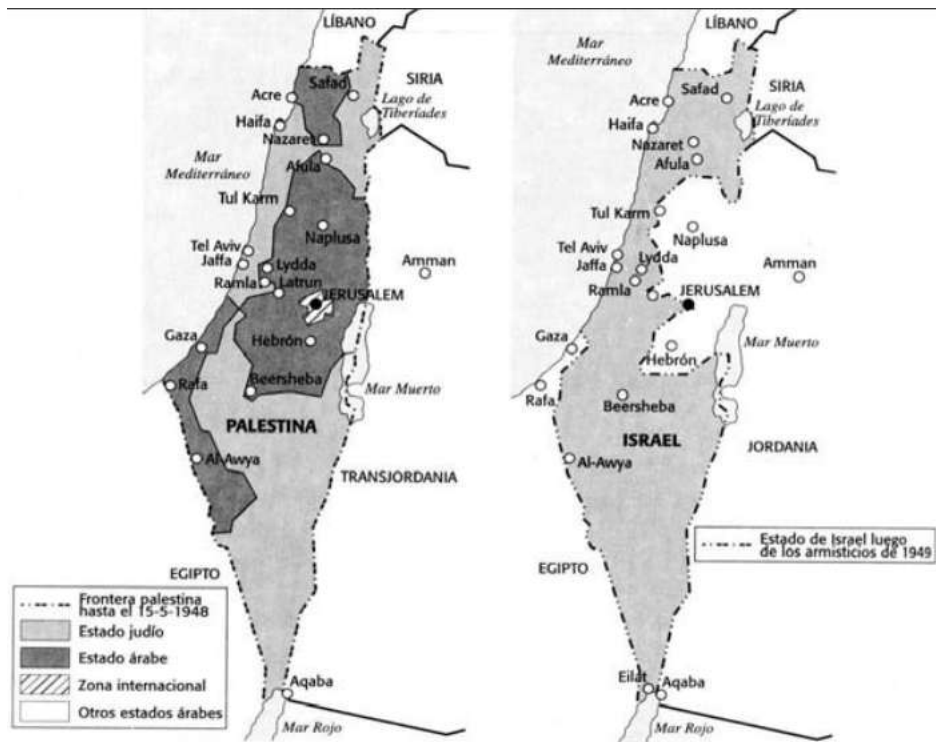 LÍBANO
Safad
SIRIA
Acre
Lago de
Tiberíades
Haifa
Nazaret
Mar
Mediterráneo
Afula
Tul Karm
Naplusa
Tel Aviv
Jaffa
Lydda
Amman
Ramla
Latrun
JERUSALEM
Gaza
Hebrón
Rafa
Beersheba
Mar Muerto
PALESTINA
Al-Awya
TRANSJORDANIA
EGIPTO
Frontera palestina
hasta el 15-5-1948
Estado judío
Estado árabe
Zona internacional
Otros estados árabes
Aqaba
Mar Rojo
LÍBANO
Mar
Mediterráneo
Safad
SIRIA
Acre
Lago de
Tiberíades
Haifa
Nazaret
Afula
Tul Karm
Naplusa
Tel Aviv
Jaffa
Lydda
Amman
Ramla
JERUSALEM
Gaza
Mar Muerto
Hebrón
Rafa
Beersheba
ISRAEL
JORDANIA
Al-Awya
Estado de Israel luego
de los armisticios de 1949
EGIPTO
Eilat
Aqaba
Mar Rojo